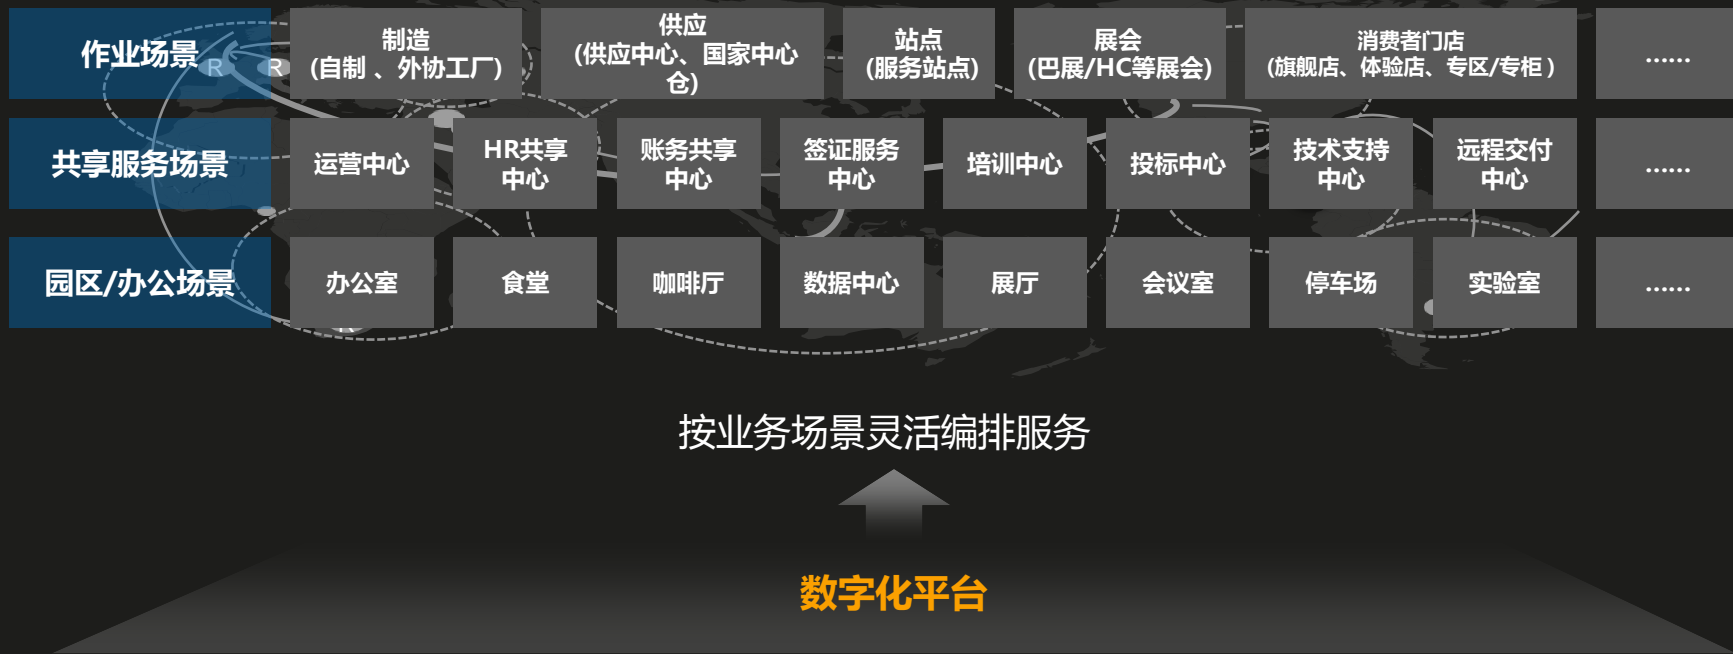 作业场景
R R
制造
(自制 、外协工厂)
供应
(供应中心、国家中心
仓)
站点
(服务站点)
展会
(巴展/HC等展会)
消费者门店
(旗舰店、体验店、专区/专柜 )
……
共享服务场景
运营中心
HR共享
中心
账务共享
中心
签证服务
中心
培训中心
投标中心
技术支持
中心
远程交付
中心
……
园区/办公场景
办公室
食堂
咖啡厅
数据中心
展厅
会议室
停车场
实验室
……
按业务场景灵活编排服务
数字化平台